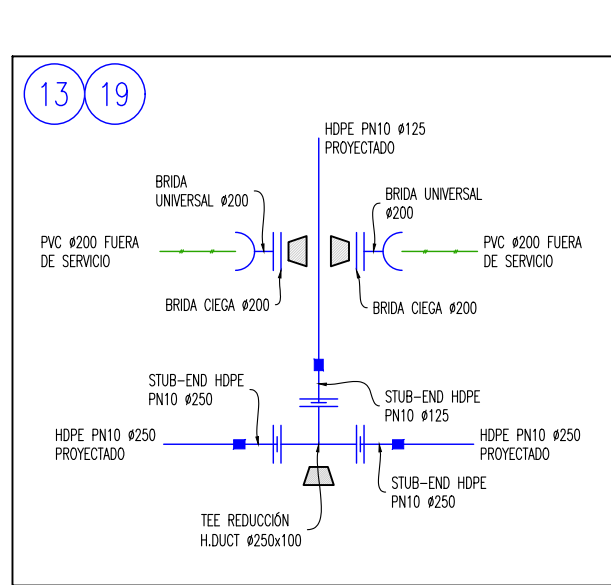 13 19
HDPE PN10 ø125
PROYECTADO
BRIDA
UNIVERSAL ø200
BRIDA UNIVERSAL
ø200
PVC ø200 FUERA
DE SERVICIO
PVC ø200 FUERA
DE SERVICIO
BRIDA CIEGA ø200
BRIDA CIEGA ø200
STUB-END HDPE
PN10 ø250
STUB-END HDPE
PN10 ø125
HDPE PN10 ø250
PROYECTADO
HDPE PN10 ø250
PROYECTADO
STUB-END HDPE
PN10 ø250
TEE REDUCCIÓN
H.DUCT ø250x100